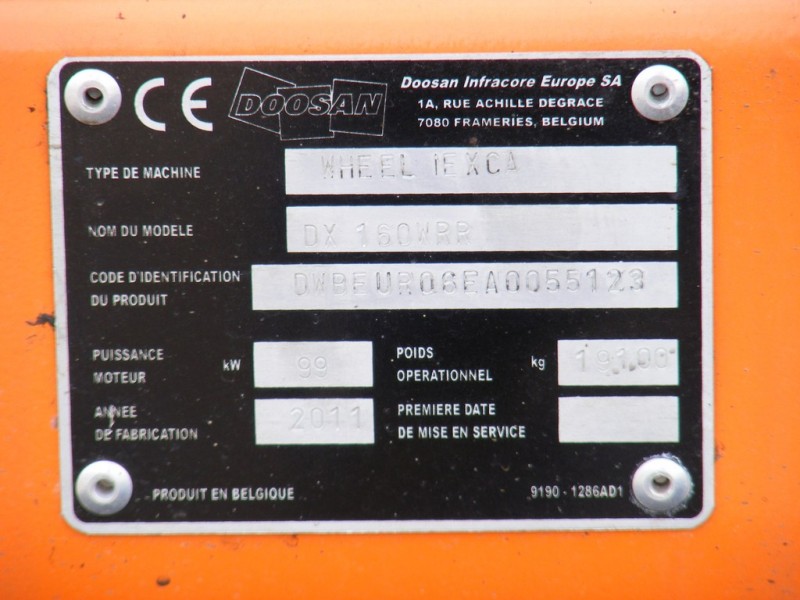 CE DOOSAN Doosan Infracore Europe SA
1A, RUE ACHILLE DEGRACE
7080 FRAMERIES, BELGIUM
TYPE DE MACHINE WHEEL IEXCA
NOM DU MODELE DX 160WRR
CODE D'IDENTIFICATION
DU PRODUIT DWBEUR06EA0055123
PUISSANCE
MOTEUR kW 99
POIDS
OPERATIONNEL kg 19100
ANNEE
DE FABRICATION 2011
PREMIERE DATE
DE MISE EN SERVICE
PRODUIT EN BELGIQUE 9190 - 1286AD1